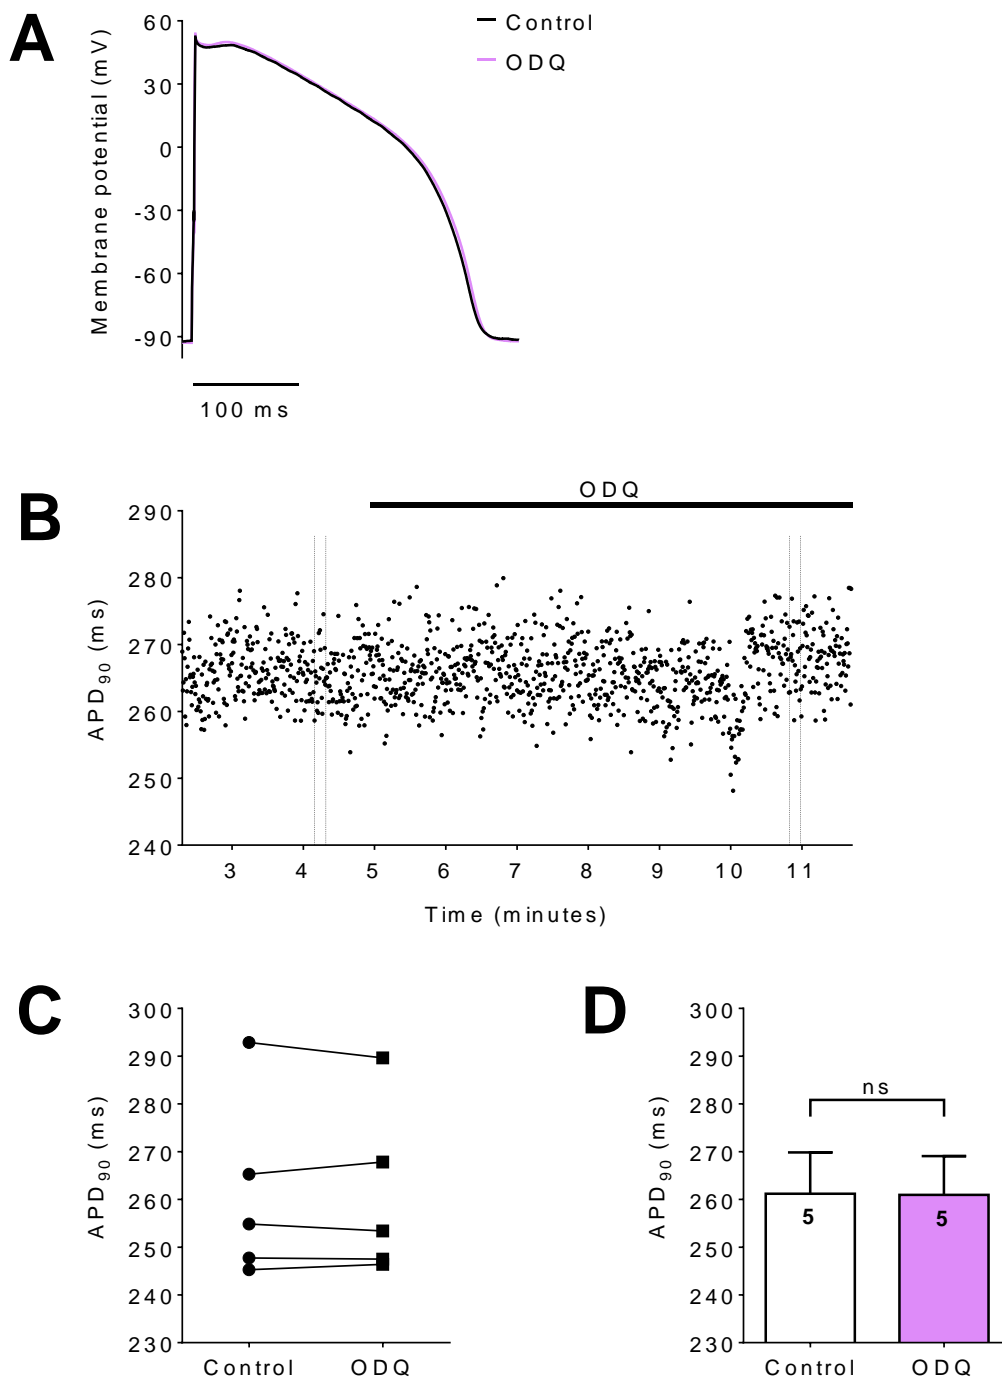 A
Control
ODQ
Membrane potential (mV)
60
30
0
-30
-60
-90
100 ms
B
ODQ
APD90 (ms)
290
280
270
260
250
240
3 4 5 6 7 8 9 10 11
Time (minutes)
C
APD90 (ms)
300
290
280
270
260
250
240
230
Control ODQ
D
APD90 (ms)
300
290
280
270
260
250
240
230
ns
5 5
Control ODQ